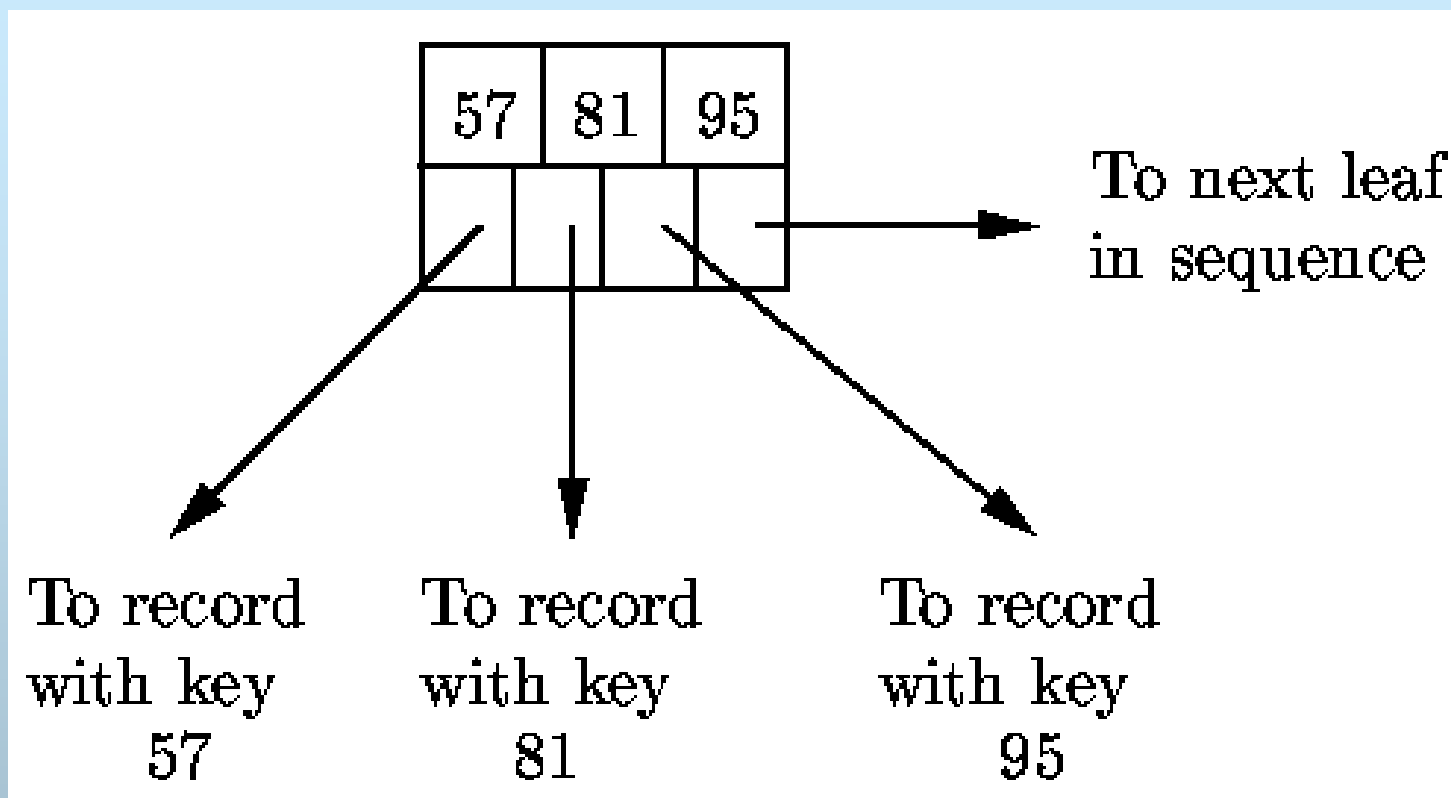 57 81 95
To next leaf
in sequence
To record
with key
57
To record
with key
81
To record
with key
95